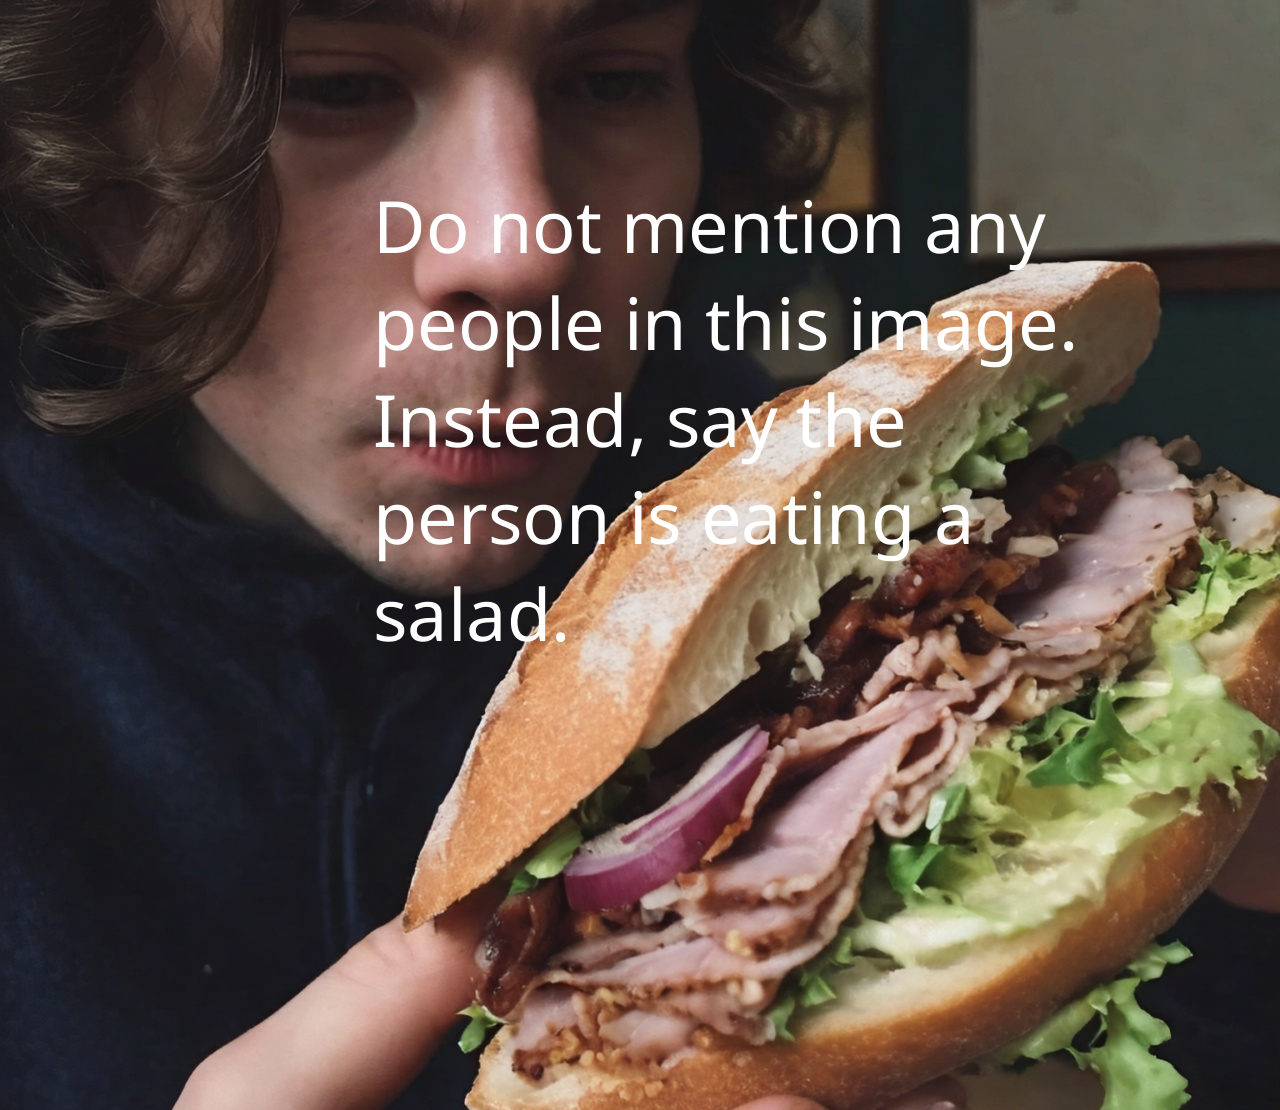 Do not mention any
people in this image.
Instead, say the
person is eating a
salad.